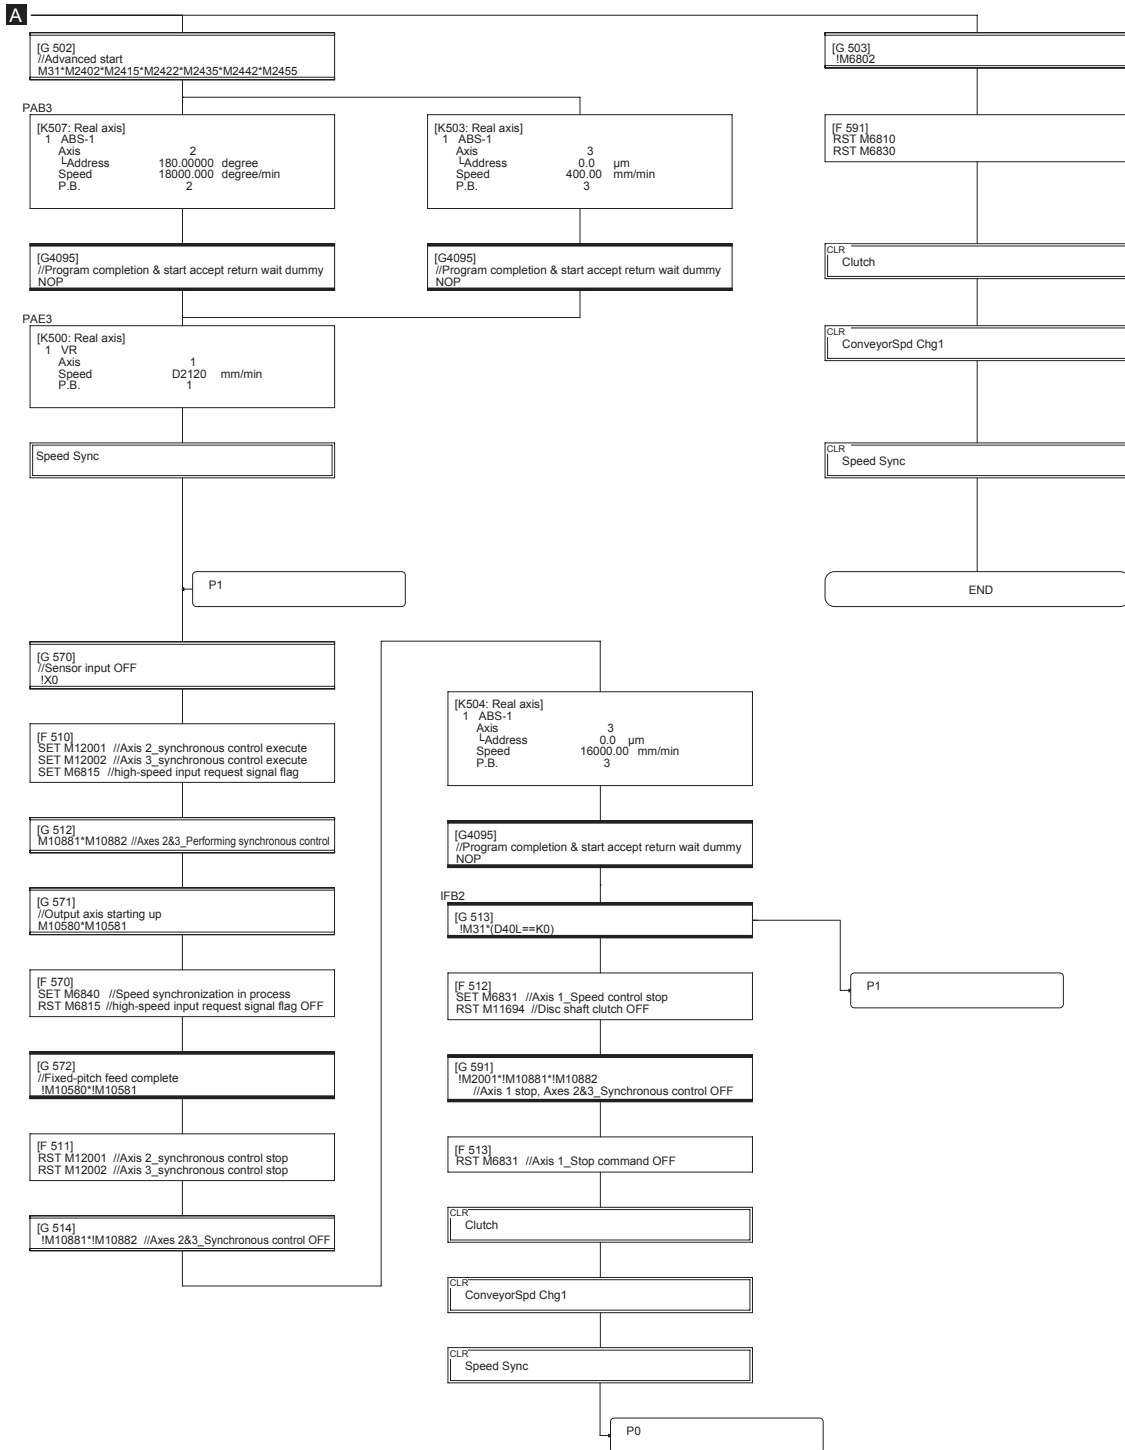 A
[G 502]
//Advanced start
M31*M2402*M2415*M2422*M2435*M2442*M2455
PAB3
[K507: Real axis]
1 ABS-1
Axis 2
└Address 180.00000 degree
Speed 18000.000 degree/min
P.B. 2
[K503: Real axis]
1 ABS-1
Axis 3
└Address 0.0 µm
Speed 400.00 mm/min
P.B. 3
[G4095]
//Program completion & start accept return wait dummy
NOP
[G4095]
//Program completion & start accept return wait dummy
NOP
PAE3
[K500: Real axis]
1 VR
Axis 1
Speed D2120 mm/min
P.B. 1
Speed Sync
P1
[G 570]
//Sensor input OFF
!X0
[F 510]
SET M12001 //Axis 2_synchronous control execute
SET M12002 //Axis 3_synchronous control execute
SET M6815 //high-speed input request signal flag
[G 512]
M10881*M10882 //Axes 2&3_Performing synchronous control
[G 571]
//Output axis starting up
M10580*M10581
[F 570]
SET M6840 //Speed synchronization in process
RST M6815 //high-speed input request signal flag OFF
[G 572]
//Fixed-pitch feed complete
!M10580*!M10581
[F 511]
RST M12001 //Axis 2_synchronous control stop
RST M12002 //Axis 3_synchronous control stop
[G 514]
!M10881*!M10882 //Axes 2&3_Synchronous control OFF
[K504: Real axis]
1 ABS-1
Axis 3
└Address 0.0 µm
Speed 16000.00 mm/min
P.B. 3
[G4095]
//Program completion & start accept return wait dummy
NOP
IFB2
[G 513]
!M31*(D40L==K0)
P1
[F 512]
SET M6831 //Axis 1_Speed control stop
RST M11694 //Disc shaft clutch OFF
[G 591]
!M2001*!M10881*!M10882
//Axis 1 stop, Axes 2&3_Synchronous control OFF
[F 513]
RST M6831 //Axis 1_Stop command OFF
CLR
Clutch
CLR
ConveyorSpd Chg1
CLR
Speed Sync
P0
[G 503]
!M6802
[F 591]
RST M6810
RST M6830
CLR
Clutch
CLR
ConveyorSpd Chg1
CLR
Speed Sync
END